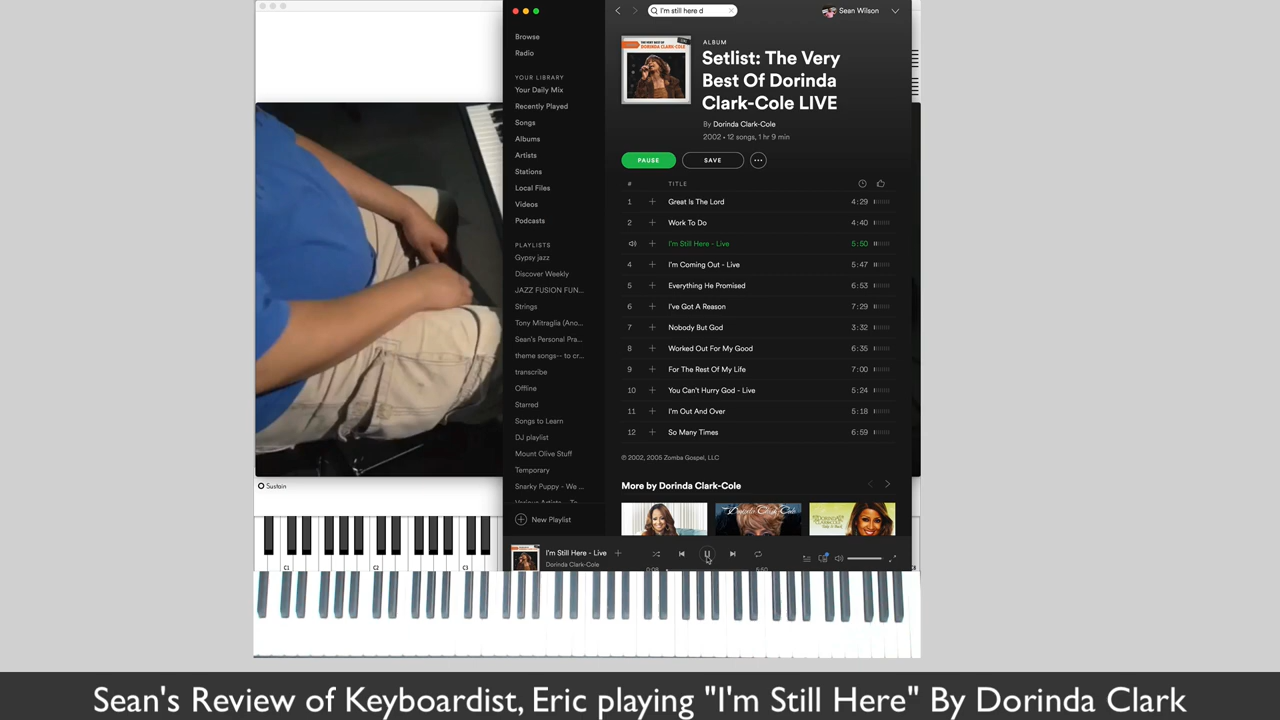 I'm still here d
Sean Wilson
Browse
Radio
YOUR LIBRARY
Your Daily Mix
Recently Played
Songs
Albums
Artists
Stations
Local Files
Videos
Podcasts
PLAYLISTS
Gypsy jazz
Discover Weekly
JAZZ FUSION FUN...
Strings
Tony Mitraglia (Ano...
Sean's Personal Pra...
theme songs-- to cr...
transcribe
Offline
Starred
Songs to Learn
DJ playlist
Mount Olive Stuff
Temporary
Snarky Puppy - We ...
New Playlist
ALBUM
Setlist: The Very
Best Of Dorinda
Clark-Cole LIVE
By Dorinda Clark-Cole
2002 • 12 songs, 1 hr 9 min
PAUSE SAVE
# TITLE
1 Great Is The Lord 4:29
2 Work To Do 4:40
I'm Still Here - Live 5:50
4 I'm Coming Out - Live 5:47
5 Everything He Promised 6:53
6 I've Got A Reason 7:29
7 Nobody But God 3:32
8 Worked Out For My Good 6:35
9 For The Rest Of My Life 7:00
10 You Can't Hurry God - Live 5:24
11 I'm Out And Over 5:18
12 So Many Times 6:59
© 2002, 2005 Zomba Gospel, LLC
More by Dorinda Clark-Cole
I'm Still Here - Live
Dorinda Clark-Cole
Sustain
C1 C2 C3
Sean's Review of Keyboardist, Eric playing "I'm Still Here" By Dorinda Clark